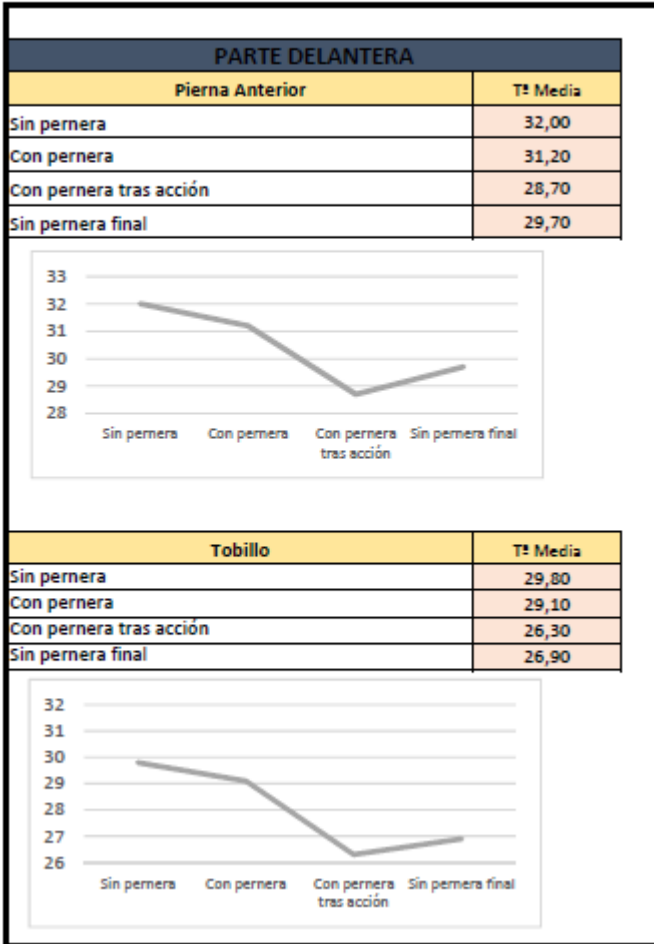 PARTE DELANTERA
Pierna Anterior Tª Media
Sin pernera 32,00
Con pernera 31,20
Con pernera tras acción 28,70
Sin pernera final 29,70
33
32
31
30
29
28
Sin pernera Con pernera Con pernera Sin pernera final
tras acción
Tobillo Tª Media
Sin pernera 29,80
Con pernera 29,10
Con pernera tras acción 26,30
Sin pernera final 26,90
32
31
30
29
28
27
26
Sin pernera Con pernera Con pernera Sin pernera final
tras acción